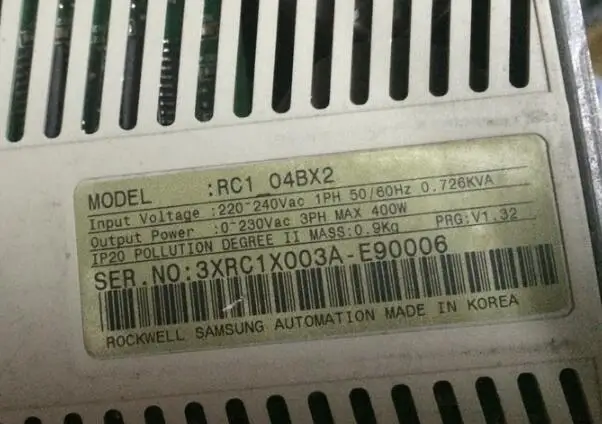 MODEL :RC1_04BX2
Input Voltage :220~240Vac 1PH 50/60Hz 0.726KVA
Output Power :0~230Vac 3PH MAX 400W
IP20 POLLUTION DEGREE II MASS:0.9Kg PRG:V1.32
SER.NO:3XRC1X003A-E90006
ROCKWELL SAMSUNG AUTOMATION MADE IN KOREA